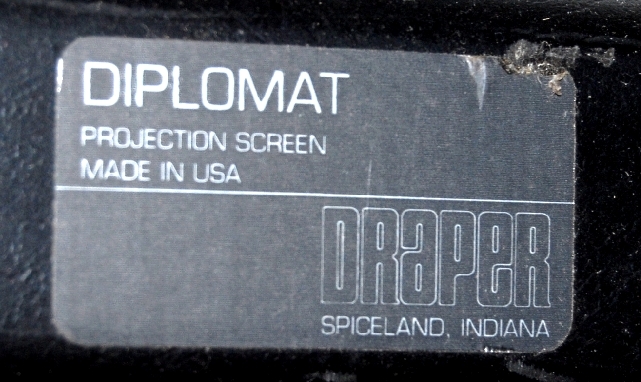 DIPLOMAT
PROJECTION SCREEN
MADE IN USA
DRAPER
SPICELAND, INDIANA